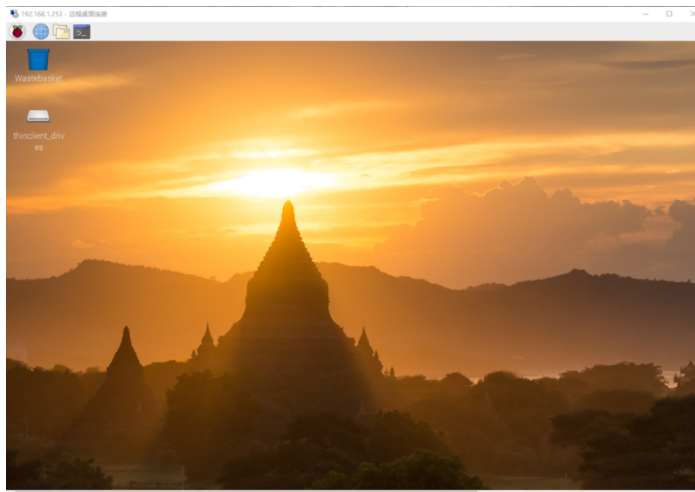 192.168.1.253 - 远程桌面连接
>_
Wastebasket
thinclient_driv
es